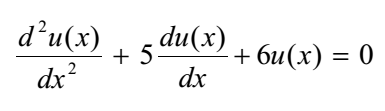 d²u(x)/dx² + 5 du(x)/dx + 6u(x) = 0